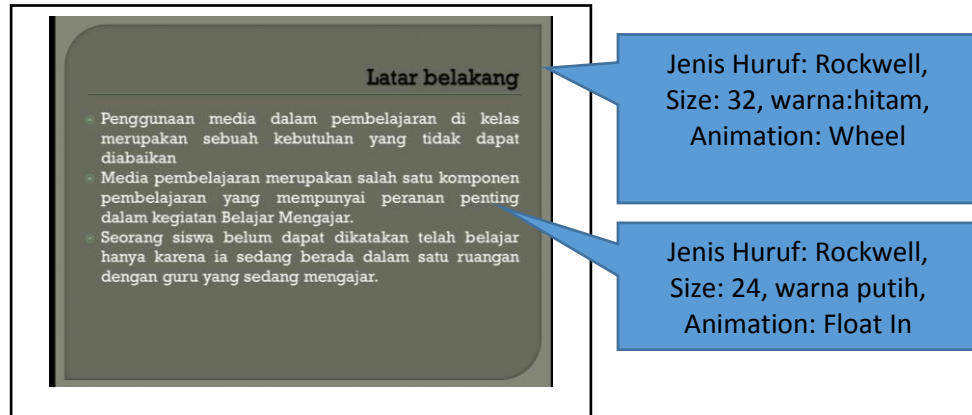 Latar belakang
Penggunaan media dalam pembelajaran di kelas
merupakan sebuah kebutuhan yang tidak dapat
diabaikan
Media pembelajaran merupakan salah satu komponen
pembelajaran yang mempunyai peranan penting
dalam kegiatan Belajar Mengajar.
Seorang siswa belum dapat dikatakan telah belajar
hanya karena ia sedang berada dalam satu ruangan
dengan guru yang sedang mengajar.
Jenis Huruf: Rockwell,
Size: 32, warna:hitam,
Animation: Wheel
Jenis Huruf: Rockwell,
Size: 24, warna putih,
Animation: Float In